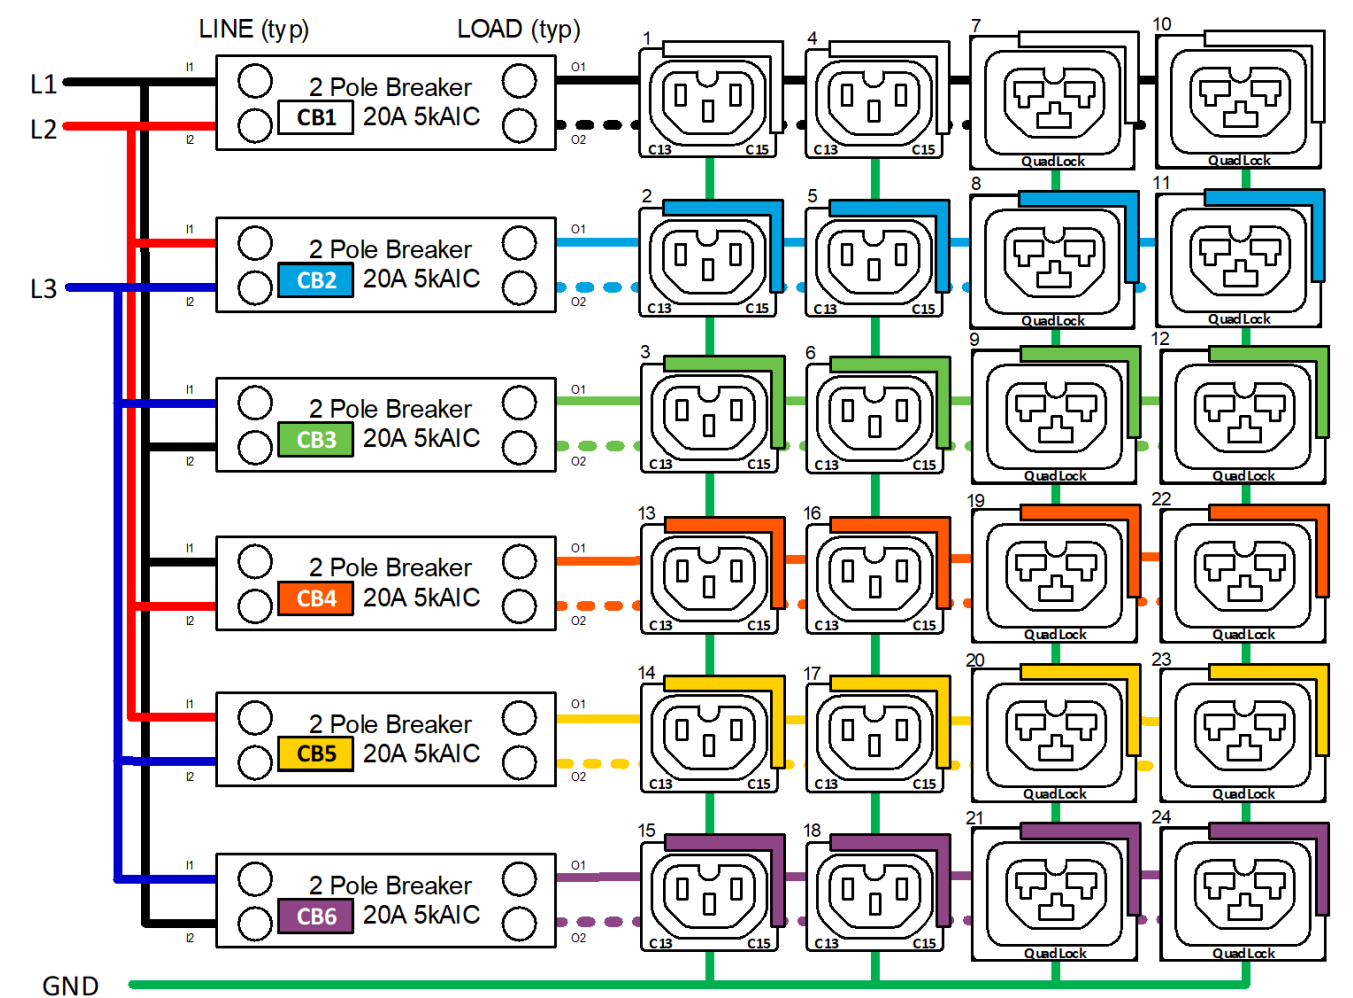 LINE (typ) LOAD (typ)
1 4 7 10
L1 I1 2 Pole Breaker O1
L2 I2 CB1 20A 5kAIC O2
C13 C15 C13 C15 QuadLock QuadLock
2 5 8 11
I1 2 Pole Breaker O1
L3 I2 CB2 20A 5kAIC O2
C13 C15 C13 C15 QuadLock QuadLock
3 6 9 12
I1 2 Pole Breaker O1
I2 CB3 20A 5kAIC O2
C13 C15 C13 C15 QuadLock QuadLock
13 16 19 22
I1 2 Pole Breaker O1
I2 CB4 20A 5kAIC O2
C13 C15 C13 C15 QuadLock QuadLock
14 17 20 23
I1 2 Pole Breaker O1
I2 CB5 20A 5kAIC O2
C13 C15 C13 C15 QuadLock QuadLock
15 18 21 24
I1 2 Pole Breaker O1
I2 CB6 20A 5kAIC O2
C13 C15 C13 C15 QuadLock QuadLock
GND